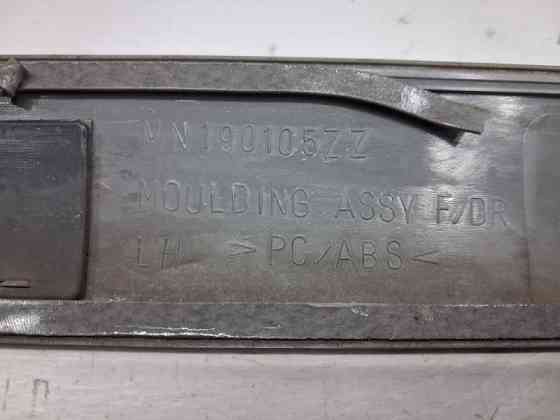 MN190105ZZ
MOULDING ASSY F/DR
LH >PC/ABS<